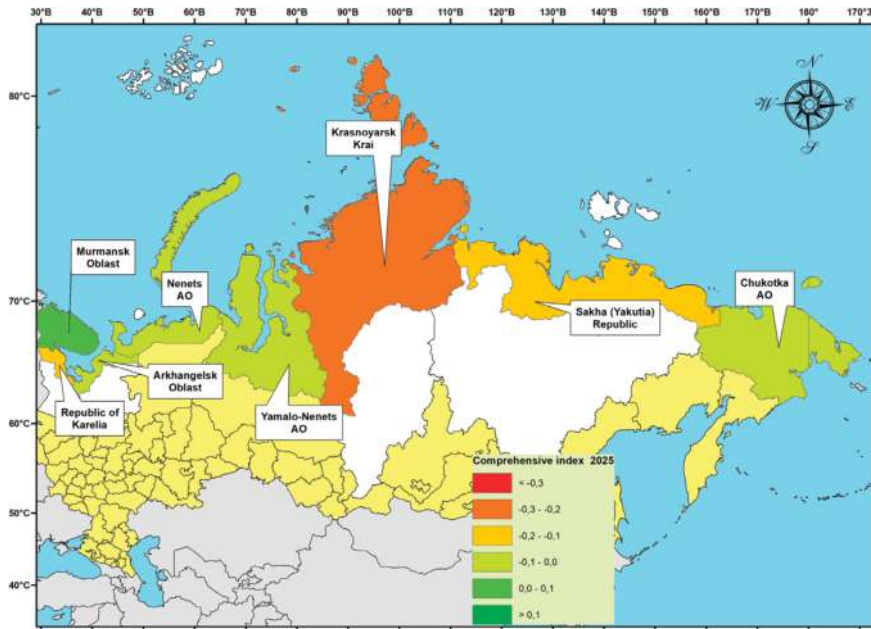 30°B 40°B 50°B 60°B 70°B 80°B 90°B 100°B 110°B 120°B 130°B 140°B 150°B 160°B 170°B 180° 170°3
N
80°C
W E
S
Krasnoyarsk
Krai
Murmansk
Oblast
Nenets
AO
Chukotka
AO
70°C
Sakha (Yakutia)
Republic
Arkhangelsk
Oblast
Republic of
Karelia
Yamalo-Nenets
AO
60°C
Comprehensive index 2025
< -0,3
-0,3 - -0,2
50°C
-0,2 - -0,1
-0,1 - 0,0
40°C
0,0 - 0,1
> 0,1